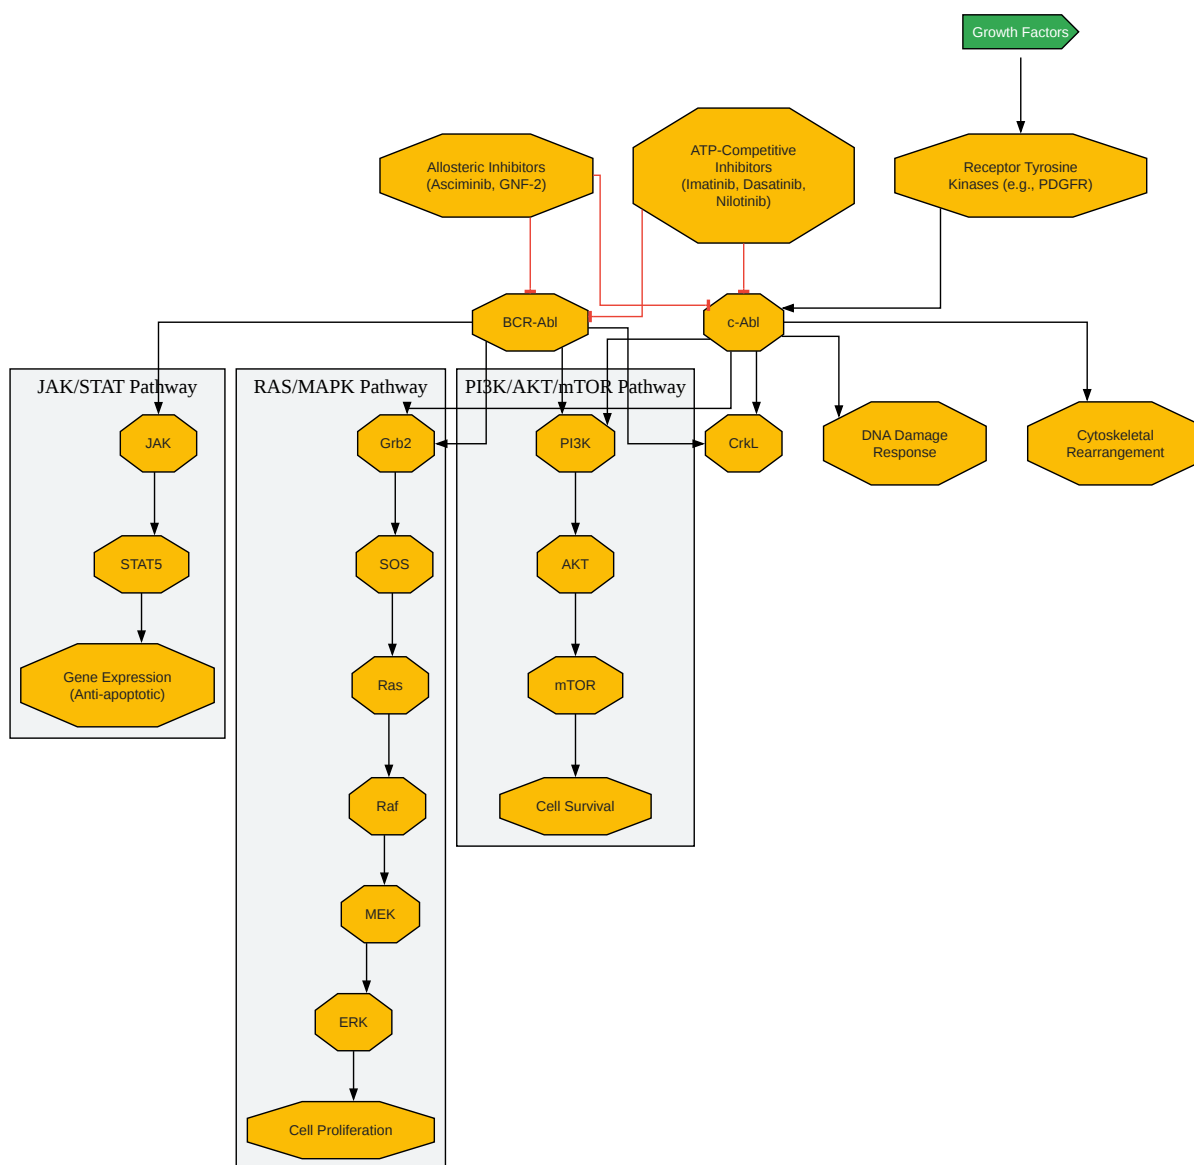 Growth Factors
Allosteric Inhibitors
(Asciminib, GNF-2)
ATP-Competitive
Inhibitors
(Imatinib, Dasatinib,
Nilotinib)
Receptor Tyrosine
Kinases (e.g., PDGFR)
BCR-Abl
c-Abl
JAK/STAT Pathway
RAS/MAPK Pathway
PI3K/AKT/mTOR Pathway
JAK
Grb2
PI3K
CrkL
DNA Damage
Response
Cytoskeletal
Rearrangement
STAT5
SOS
AKT
Gene Expression
(Anti-apoptotic)
Ras
mTOR
Raf
Cell Survival
MEK
ERK
Cell Proliferation